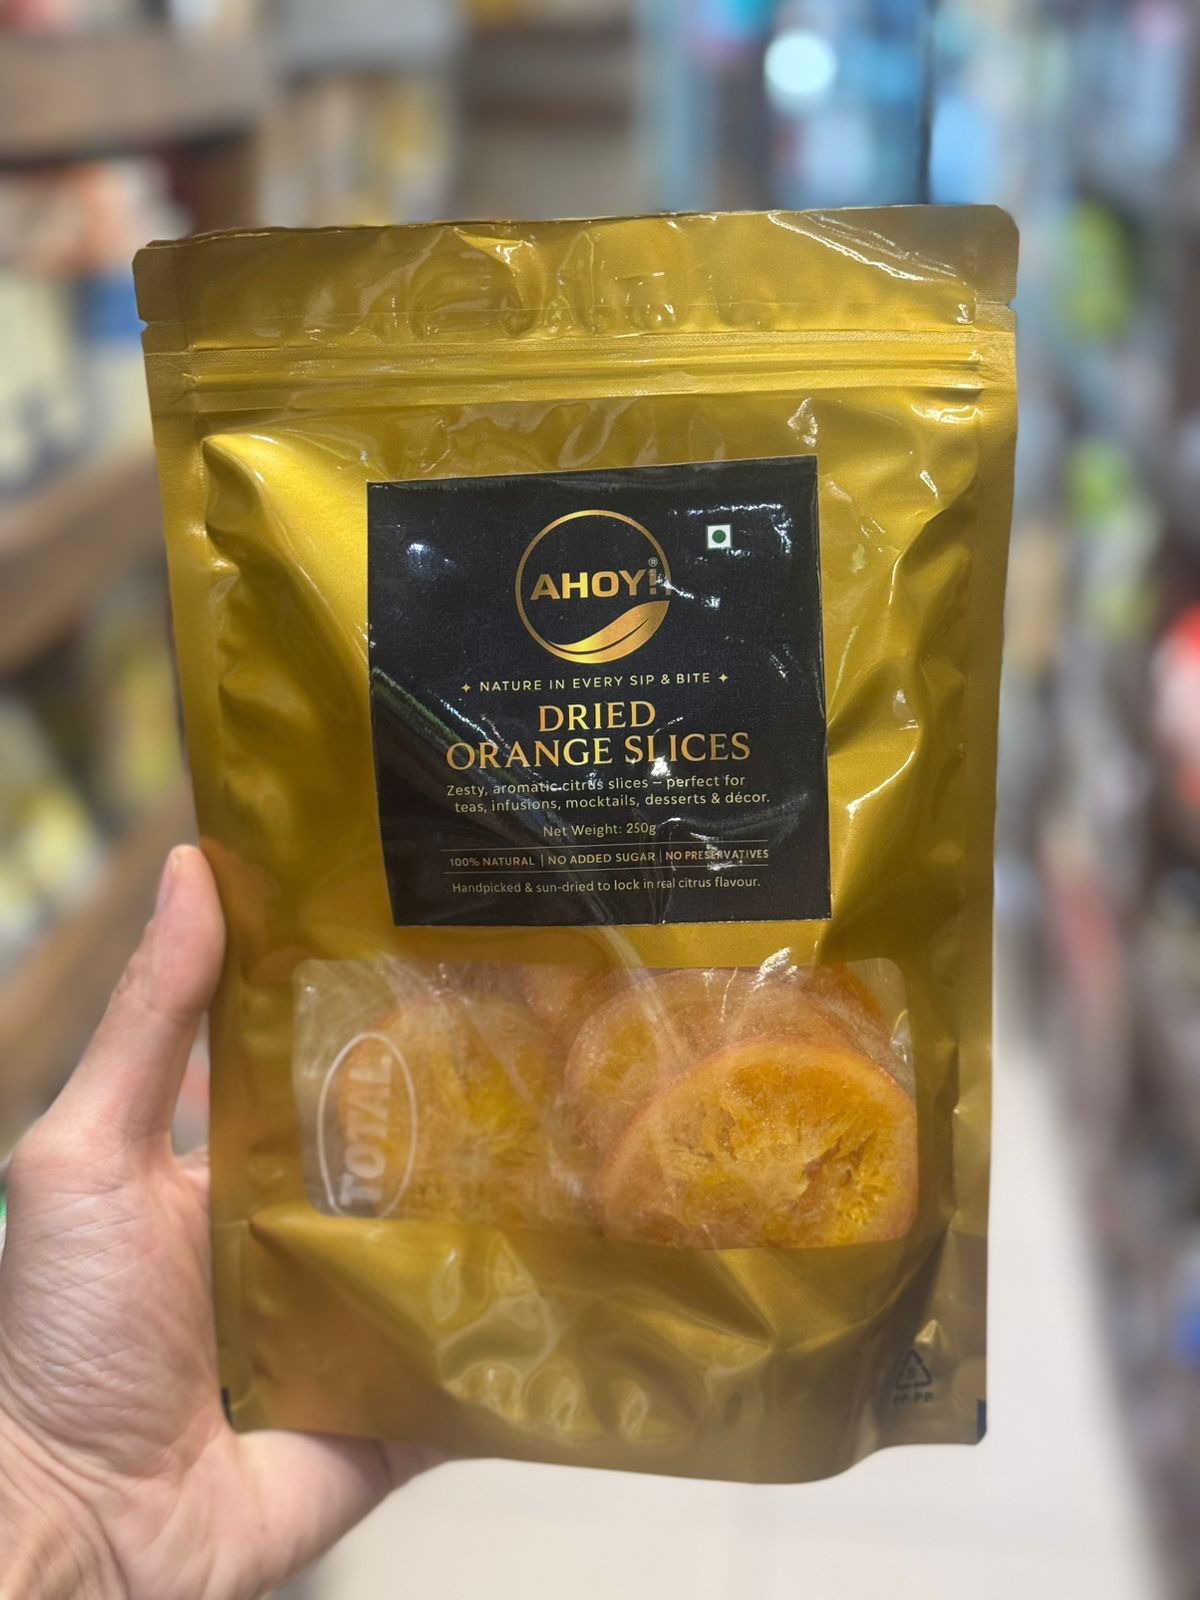 AHOY!
®
✦ NATURE IN EVERY SIP & BITE ✦
DRIED
ORANGE SLICES
Zesty, aromatic citrus slices – perfect for
teas, infusions, mocktails, desserts & décor.
Net Weight: 250g
100% NATURAL | NO ADDED SUGAR | NO PRESERVATIVES
Handpicked & sun-dried to lock in real citrus flavour.
TOTAL
PP-PP